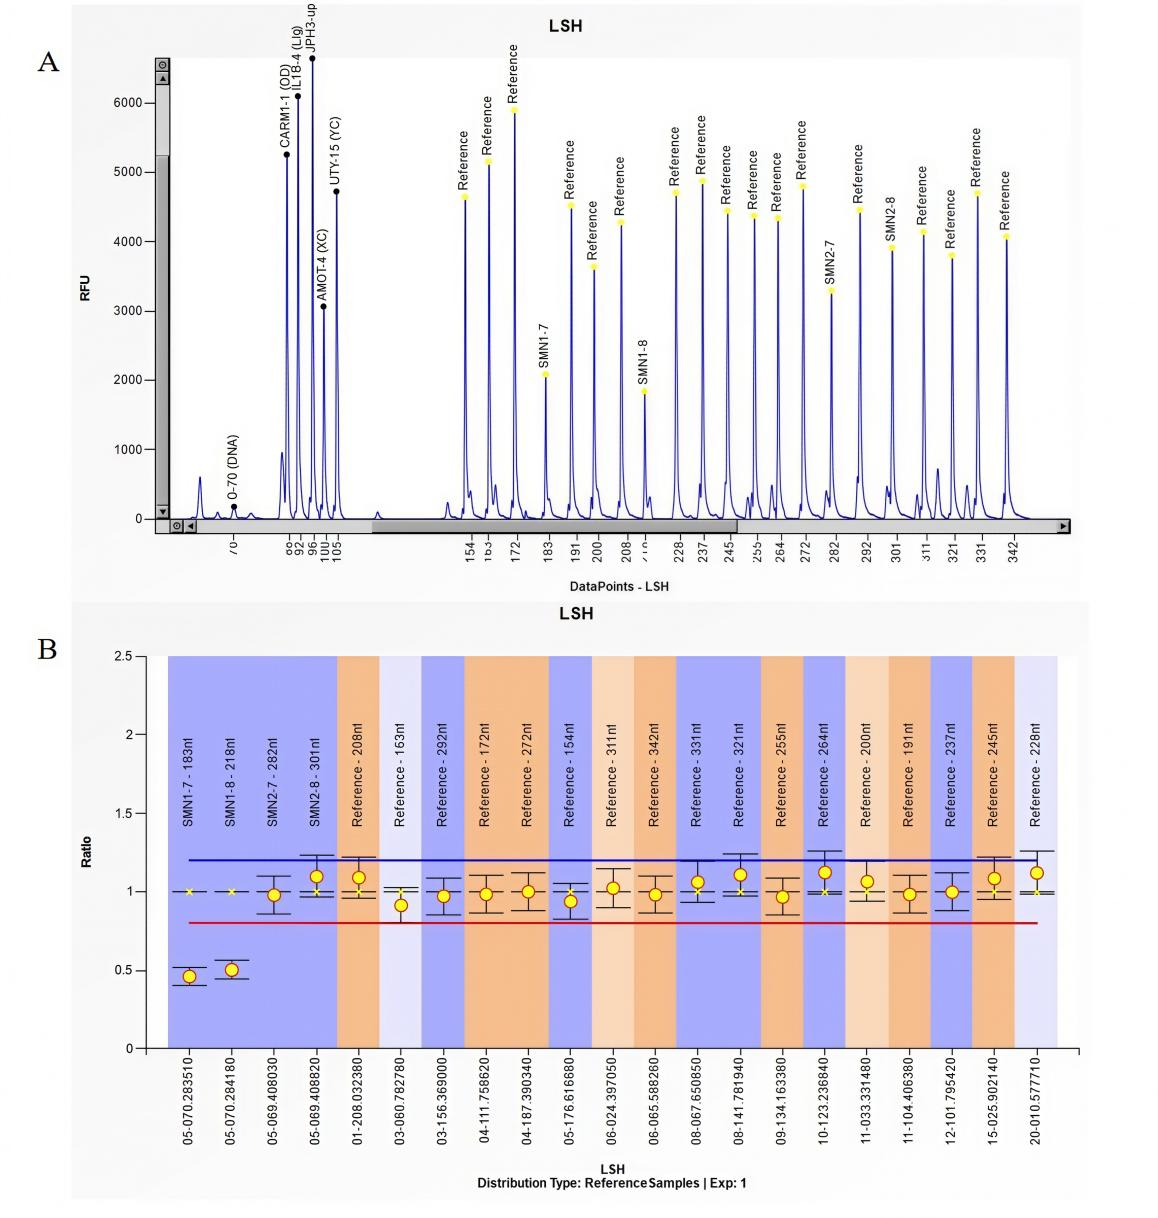 A
LSH
CARM1-1 (OD)
IL1B-4 (Lig)
JPH3-up
UTY-15 (YC)
AMOT-4 (XC)
O-70 (DNA)
Reference
Reference
Reference
SMN1-7
Reference
Reference
Reference
SMN1-8
Reference
Reference
Reference
Reference
Reference
Reference
SMN2-7
Reference
SMN2-8
Reference
Reference
Reference
Reference
RFU
6000
5000
4000
3000
2000
1000
0
70
89
92
96
100
105
154
163
172
183
191
200
208
228
237
245
255
264
272
282
292
301
311
321
331
342
DataPoints - LSH
B
LSH
Ratio
2.5
2
1.5
1
0.5
0
SMN1-7 - 183nt
SMN1-8 - 218nt
SMN2-7 - 282nt
SMN2-8 - 301nt
Reference - 208nt
Reference - 163nt
Reference - 292nt
Reference - 172nt
Reference - 272nt
Reference - 154nt
Reference - 311nt
Reference - 342nt
Reference - 331nt
Reference - 321nt
Reference - 255nt
Reference - 264nt
Reference - 200nt
Reference - 191nt
Reference - 237nt
Reference - 245nt
Reference - 228nt
05-070.283510
05-070.284180
05-069.408030
05-069.408820
01-208.032380
03-060.782780
03-156.369000
04-111.758620
04-187.390340
05-176.616680
06-024.397050
06-065.588260
08-067.650850
08-141.781940
09-134.163380
10-123.236840
11-033.331480
11-104.406380
12-101.795420
15-025.902140
20-010.577710
LSH
Distribution Type: ReferenceSamples | Exp: 1